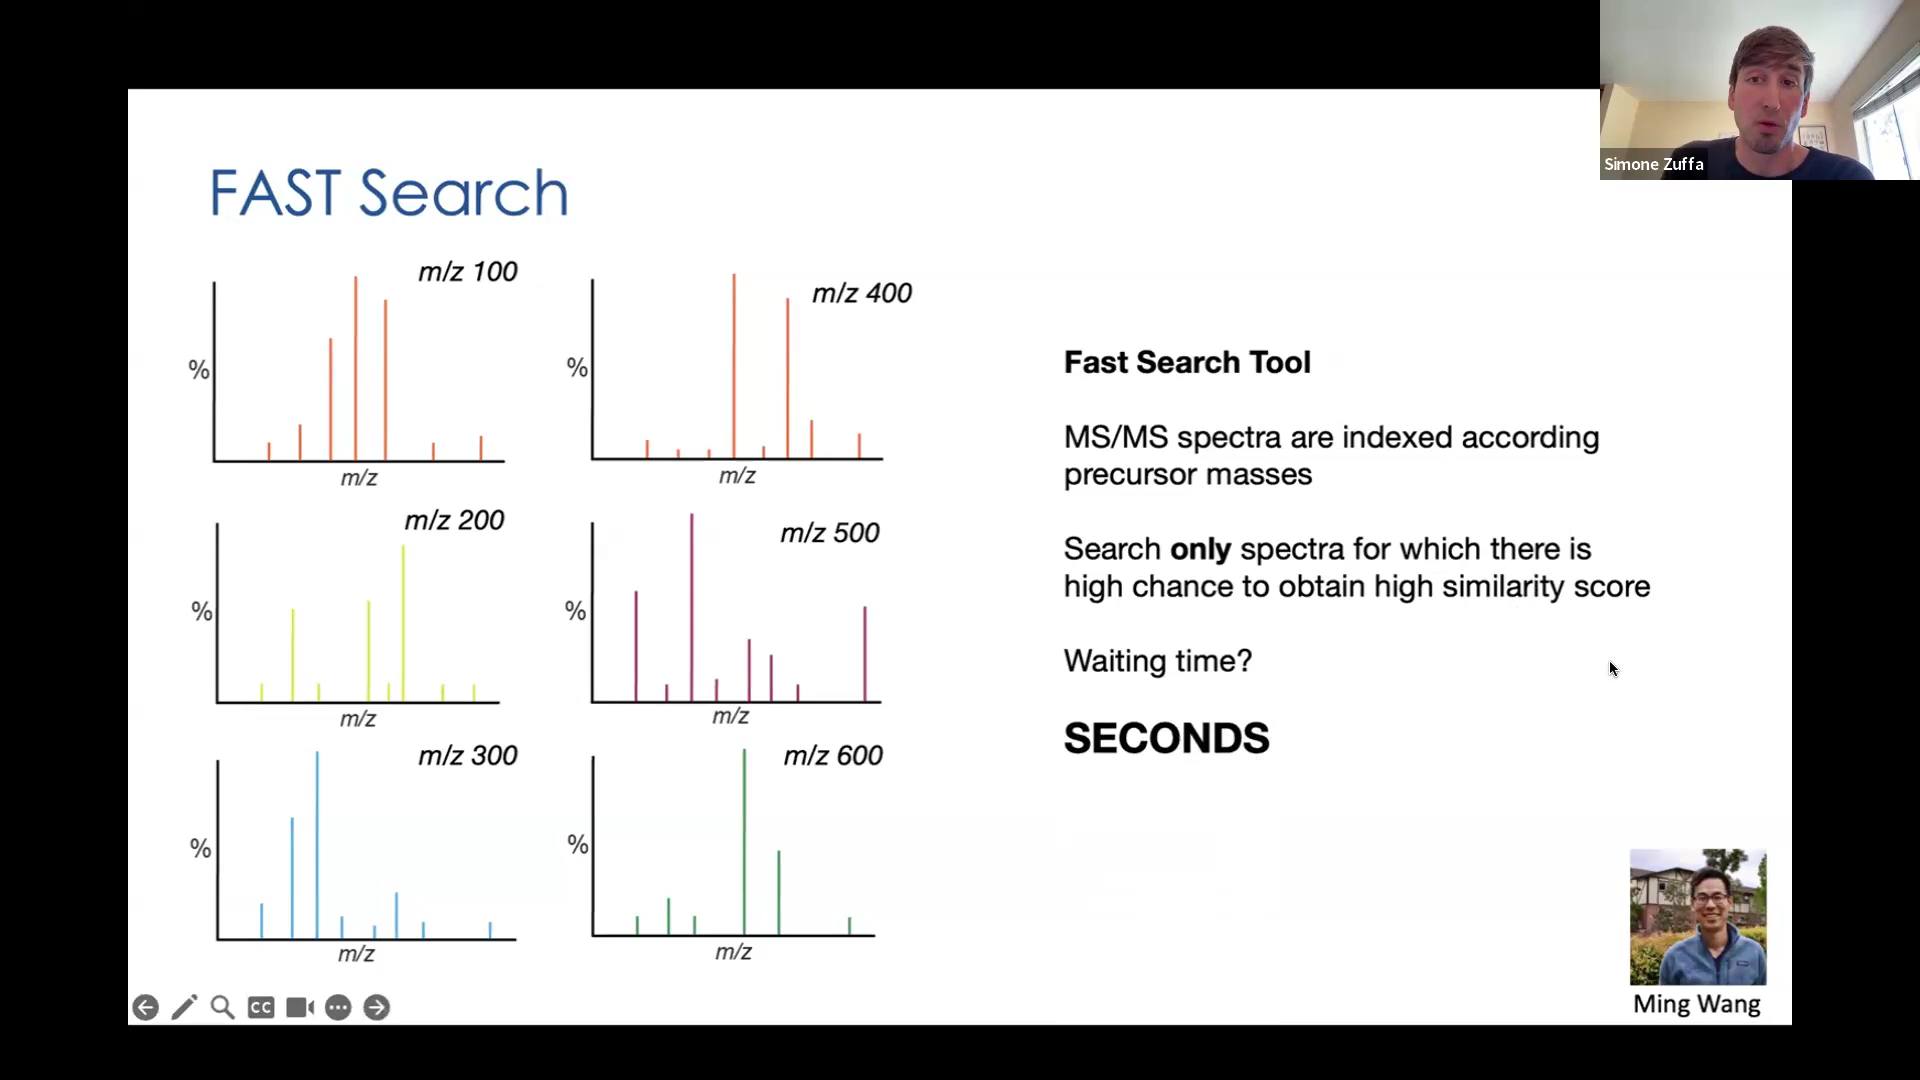 Simone Zuffa
FAST Search
m/z 100
%
m/z
m/z 400
%
m/z
m/z 200
%
m/z
m/z 500
%
m/z
m/z 300
%
m/z
m/z 600
%
m/z
Fast Search Tool
MS/MS spectra are indexed according
precursor masses
Search only spectra for which there is
high chance to obtain high similarity score
Waiting time?
SECONDS
Ming Wang
CC